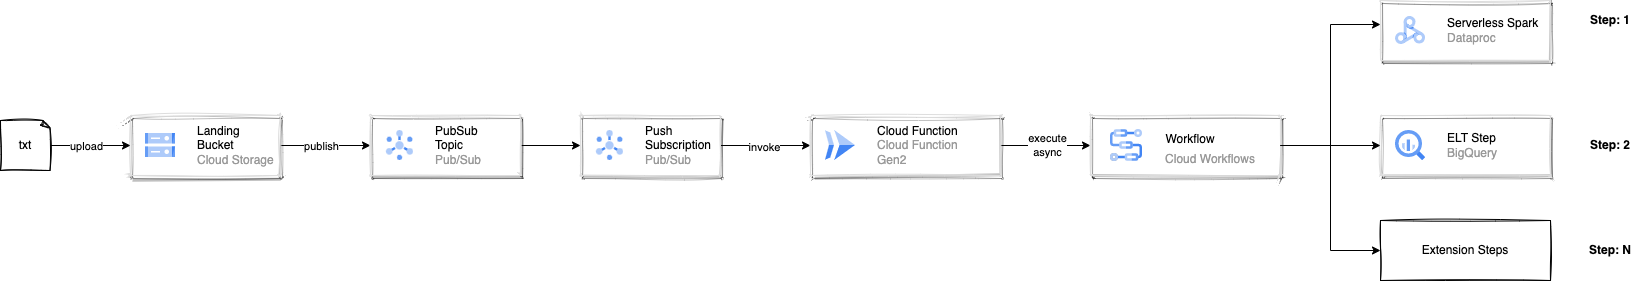 txt
upload
Landing
Bucket
Cloud Storage
publish
PubSub
Topic
Pub/Sub
Push
Subscription
Pub/Sub
invoke
Cloud Function
Cloud Function
Gen2
execute
async
Workflow
Cloud Workflows
Serverless Spark
Dataproc
Step: 1
ELT Step
BigQuery
Step: 2
Extension Steps
Step: N